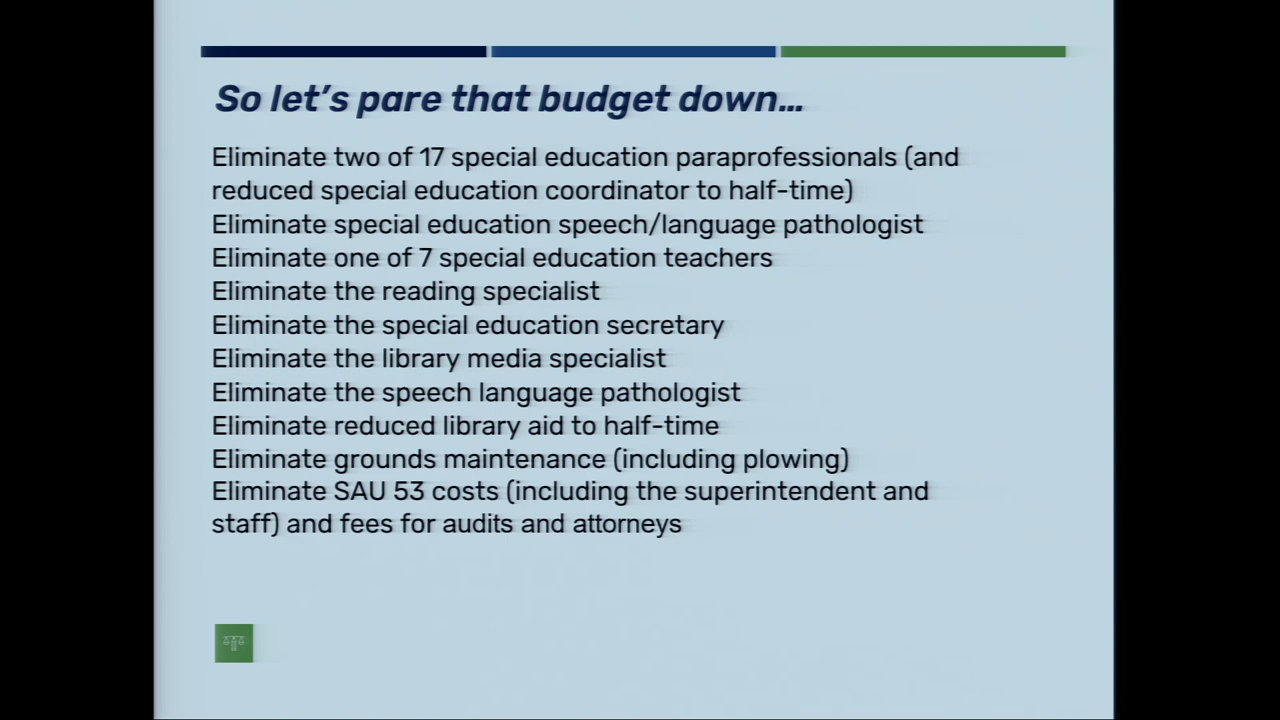 So let's pare that budget down...
Eliminate two of 17 special education paraprofessionals (and
reduced special education coordinator to half-time)
Eliminate special education speech/language pathologist
Eliminate one of 7 special education teachers
Eliminate the reading specialist
Eliminate the special education secretary
Eliminate the library media specialist
Eliminate the speech language pathologist
Eliminate reduced library aid to half-time
Eliminate grounds maintenance (including plowing)
Eliminate SAU 53 costs (including the superintendent and
staff) and fees for audits and attorneys